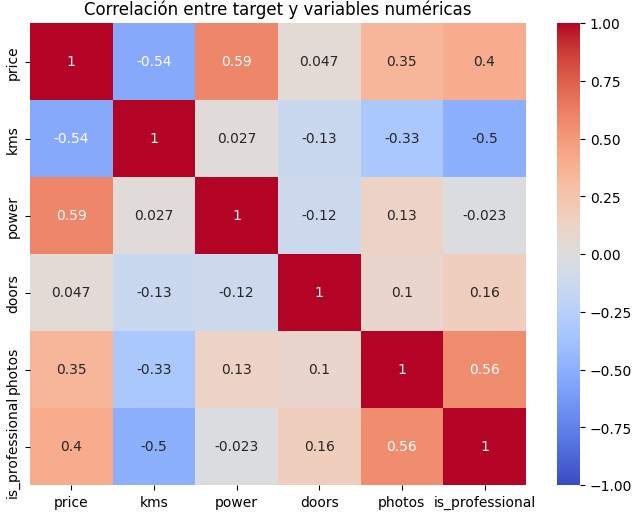 Correlación entre target y variables numéricas
price 1 -0.54 0.59 0.047 0.35 0.4
kms -0.54 1 0.027 -0.13 -0.33 -0.5
power 0.59 0.027 1 -0.12 0.13 -0.023
doors 0.047 -0.13 -0.12 1 0.1 0.16
photos 0.35 -0.33 0.13 0.1 1 0.56
is_professional 0.4 -0.5 -0.023 0.16 0.56 1
price kms power doors photos is_professional
1.00
0.75
0.50
0.25
0.00
−0.25
−0.50
−0.75
−1.00